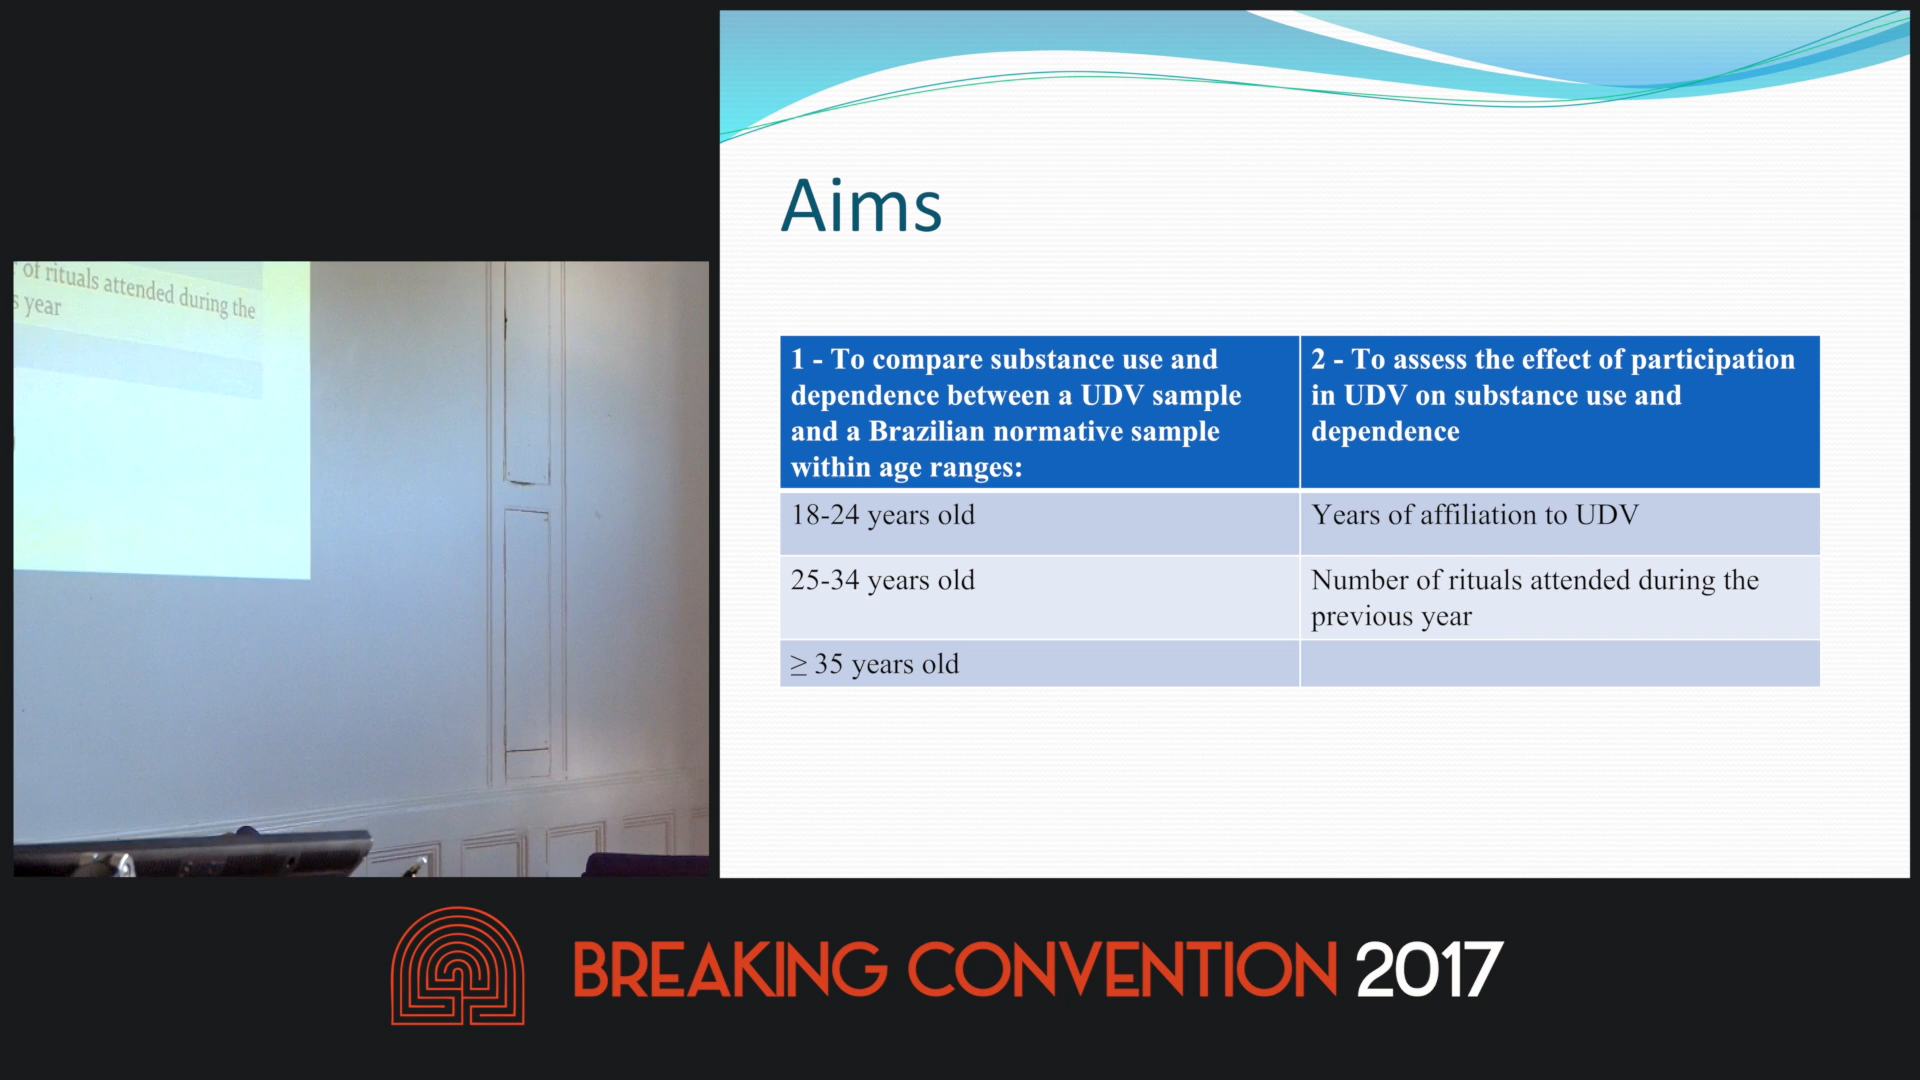 of rituals attended during the
s year
Aims
1 - To compare substance use and
dependence between a UDV sample
and a Brazilian normative sample
within age ranges:
2 - To assess the effect of participation
in UDV on substance use and
dependence
18-24 years old
Years of affiliation to UDV
25-34 years old
Number of rituals attended during the
previous year
≥ 35 years old
BREAKING CONVENTION 2017